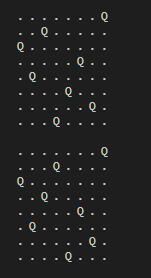 . . . . . . . Q
. . Q . . . . .
Q . . . . . . .
. . . . . Q . .
. Q . . . . . .
. . . . Q . . .
. . . . . . Q .
. . . Q . . . .

. . . . . . . Q
. . . Q . . . .
Q . . . . . . .
. . Q . . . . .
. . . . . Q . .
. Q . . . . . .
. . . . . . Q .
. . . . Q . . .